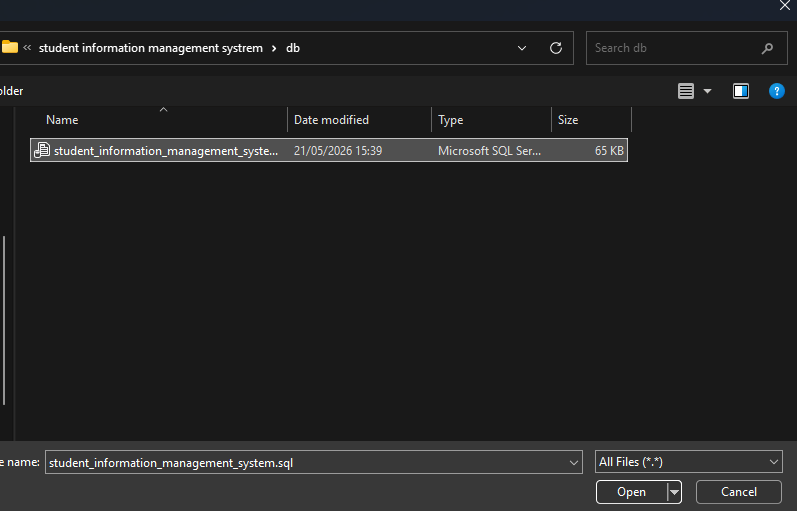 « student information management systrem › db
Search db
older
Name Date modified Type Size
student_information_management_syste... 21/05/2026 15:39 Microsoft SQL Ser... 65 KB
e name: student_information_management_system.sql All Files (*.*)
Open Cancel